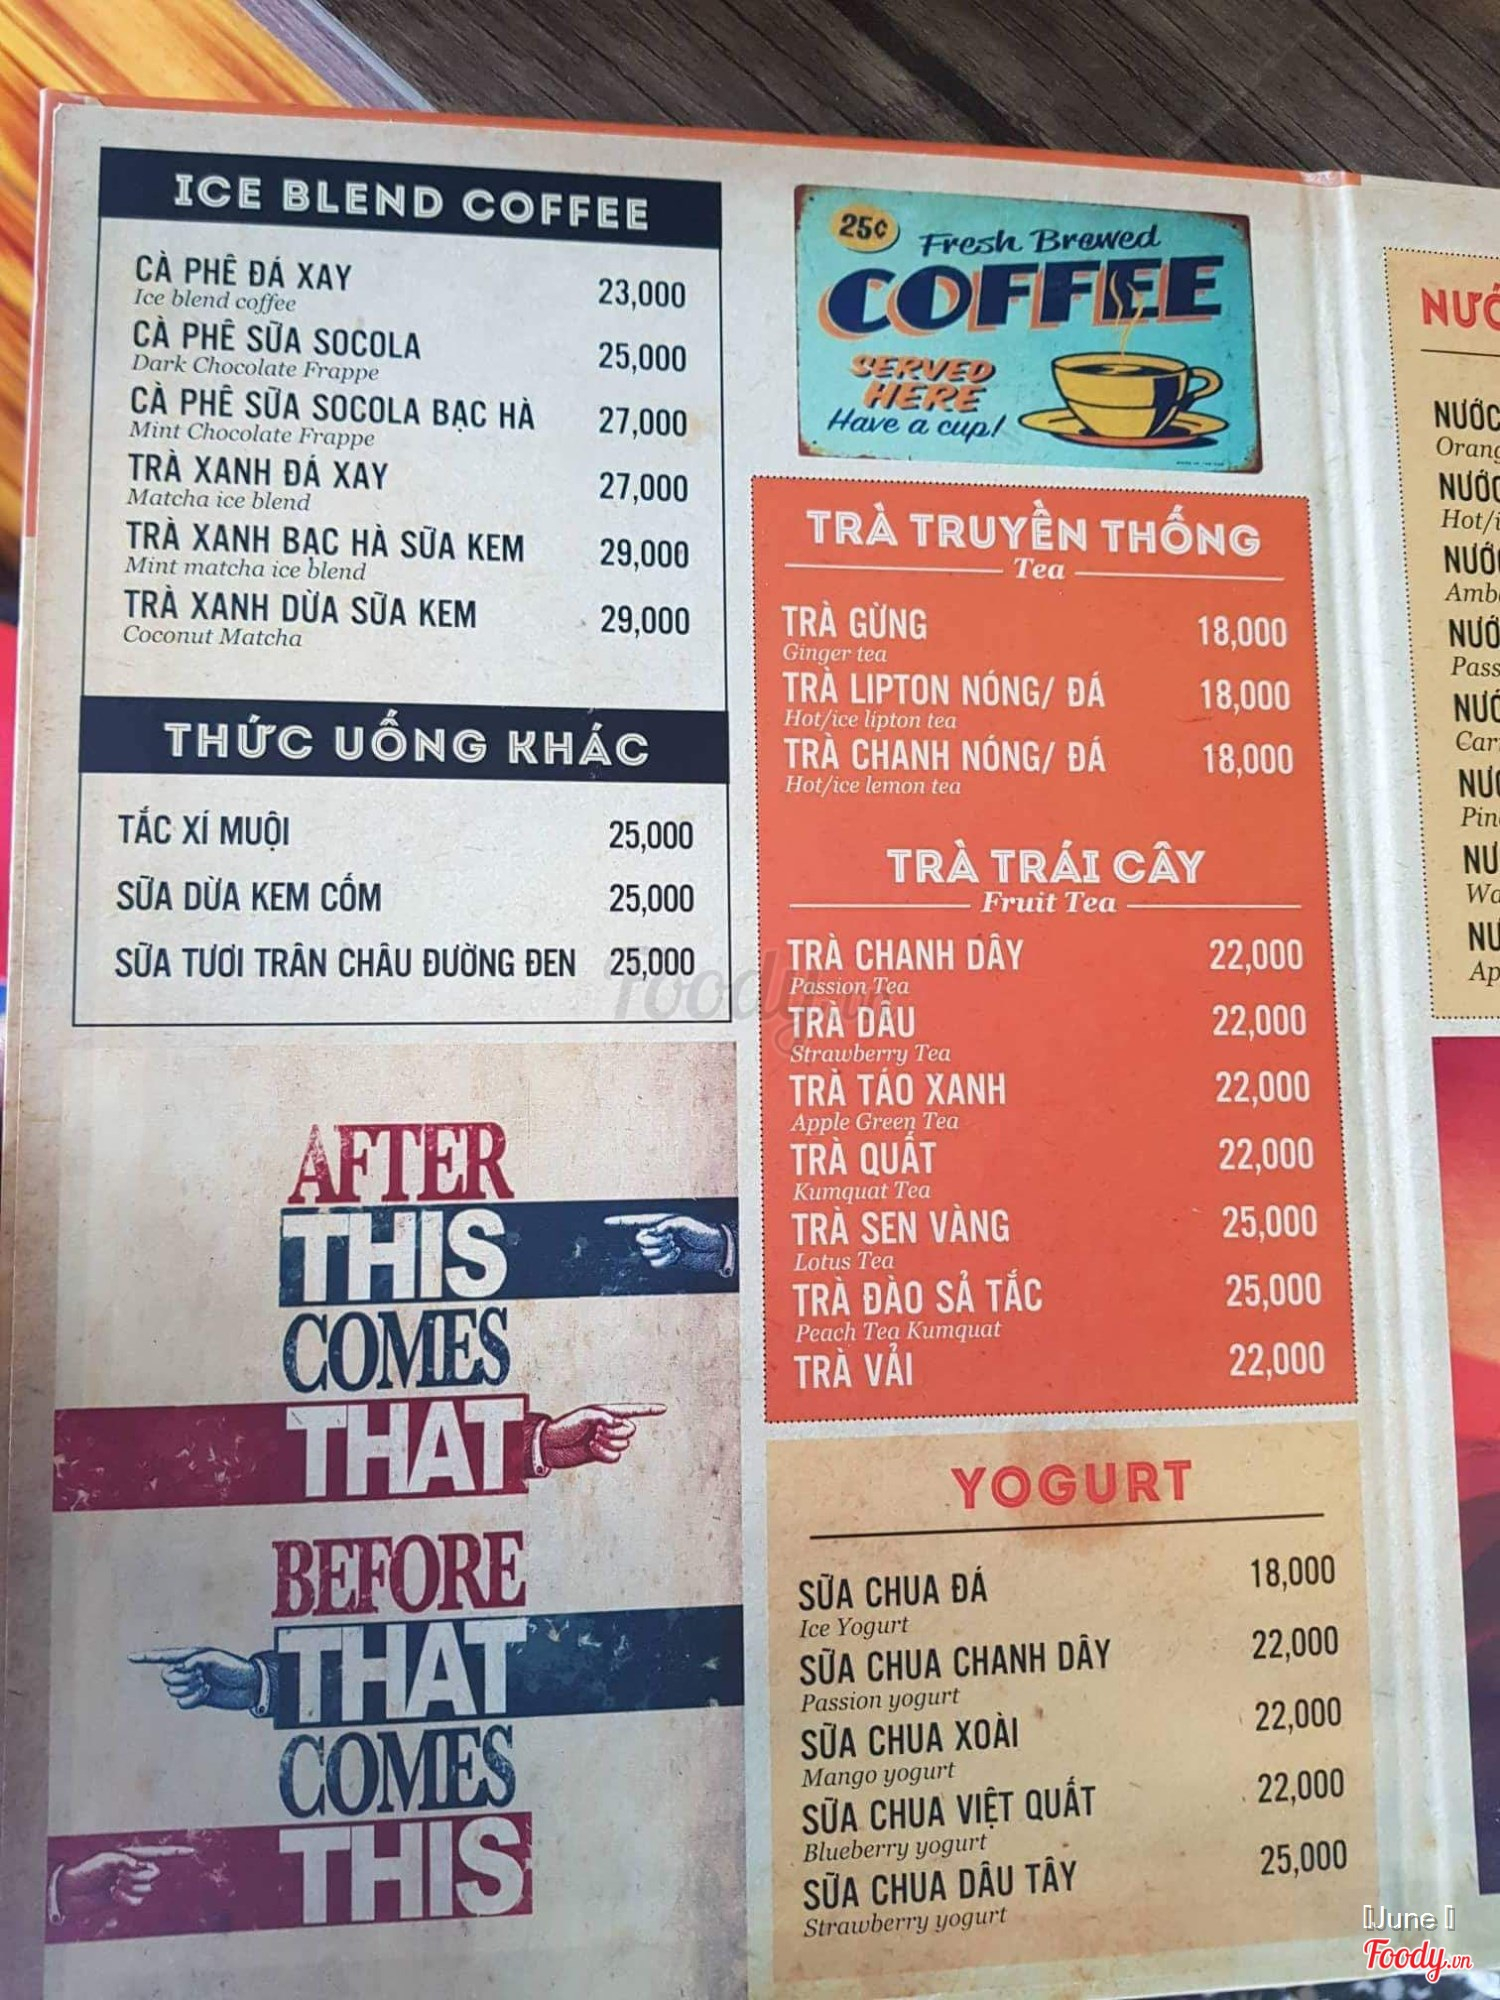 ICE BLEND COFFEE
CÀ PHÊ ĐÁ XAY 23,000
Ice blend coffee
CÀ PHÊ SỮA SOCOLA 25,000
Dark Chocolate Frappe
CÀ PHÊ SỮA SOCOLA BẠC HÀ 27,000
Mint Chocolate Frappe
TRÀ XANH ĐÁ XAY 27,000
Matcha ice blend
TRÀ XANH BẠC HÀ SỮA KEM 29,000
Mint matcha ice blend
TRÀ XANH DỪA SỮA KEM 29,000
Coconut Matcha
THỨC UỐNG KHÁC
TẮC XÍ MUỘI 25,000
SỮA DỪA KEM CỐM 25,000
SỮA TƯƠI TRÂN CHÂU ĐƯỜNG ĐEN 25,000
AFTER
THIS
COMES
THAT
BEFORE
THAT
COMES
THIS
25¢
Fresh Brewed
COFFEE
SERVED
HERE
Have a cup!
TRÀ TRUYỀN THỐNG
Tea
TRÀ GỪNG 18,000
Ginger tea
TRÀ LIPTON NÓNG/ ĐÁ 18,000
Hot/ice lipton tea
TRÀ CHANH NÓNG/ ĐÁ 18,000
Hot/ice lemon tea
TRÀ TRÁI CÂY
Fruit Tea
TRÀ CHANH DÂY 22,000
Passion Tea
TRÀ DÂU 22,000
Strawberry Tea
TRÀ TÁO XANH 22,000
Apple Green Tea
TRÀ QUẤT 22,000
Kumquat Tea
TRÀ SEN VÀNG 25,000
Lotus Tea
TRÀ ĐÀO SẢ TẮC 25,000
Peach Tea Kumquat
TRÀ VẢI 22,000
YOGURT
SỮA CHUA ĐÁ 18,000
Ice Yogurt
SỮA CHUA CHANH DÂY 22,000
Passion yogurt
SỮA CHUA XOÀI 22,000
Mango yogurt
SỮA CHUA VIỆT QUẤT 22,000
Blueberry yogurt
SỮA CHUA DÂU TÂY 25,000
Strawberry yogurt
NƯỚC
Hot/i
foody.vn
June
Foody.vn